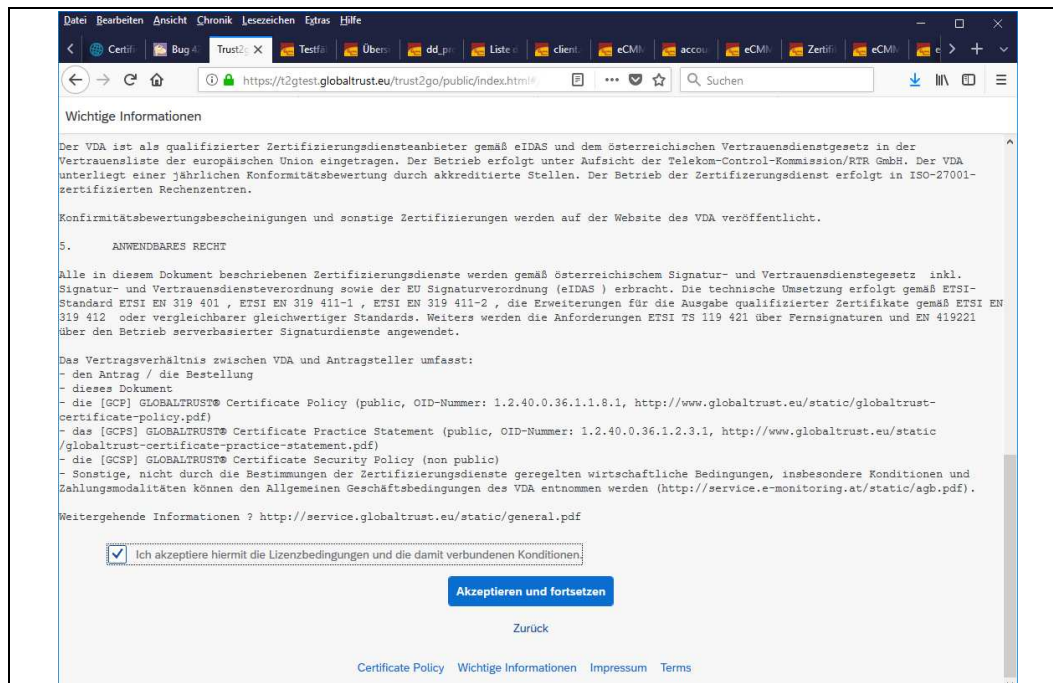 Datei Bearbeiten Ansicht Chronik Lesezeichen Extras Hilfe
Certifi Bug 4 Trust2g Testfä Übers dd_pr Liste d client. eCMM accou eCMM Zertifi eCMM e
https://t2gtest.globaltrust.eu/trust2go/public/index.html Suchen
Wichtige Informationen
Der VDA ist als qualifizierter Zertifizierungsdiensteanbieter gemäß eIDAS und dem österreichischen Vertrauensdienstgesetz in der
Vertrauensliste der europäischen Union eingetragen. Der Betrieb erfolgt unter Aufsicht der Telekom-Control-Kommission/RTR GmbH. Der VDA
unterliegt einer jährlichen Konformitätsbewertung durch akkreditierte Stellen. Der Betrieb der Zertifizerungsdienst erfolgt in ISO-27001-
zertifizierten Rechenzentren.
Konfirmitätsbewertungsbescheinigungen und sonstige Zertifizierungen werden auf der Website des VDA veröffentlicht.
5. ANWENDBARES RECHT
Alle in diesem Dokument beschriebenen Zertifizierungsdienste werden gemäß österreichischem Signatur- und Vertrauensdienstegesetz inkl.
Signatur- und Vertrauensdiensteverordnung sowie der EU Signaturverordnung (eIDAS ) erbracht. Die technische Umsetzung erfolgt gemäß ETSI-
Standard ETSI EN 319 401 , ETSI EN 319 411-1 , ETSI EN 319 411-2 , die Erweiterungen für die Ausgabe qualifizierter Zertifikate gemäß ETSI EN
319 412 oder vergleichbarer gleichwertiger Standards. Weiters werden die Anforderungen ETSI TS 119 421 über Fernsignaturen und EN 419221
über den Betrieb serverbasierter Signaturdienste angewendet.
Das Vertragsverhältnis zwischen VDA und Antragsteller umfasst:
- den Antrag / die Bestellung
- dieses Dokument
- die [GCP] GLOBALTRUST® Certificate Policy (public, OID-Nummer: 1.2.40.0.36.1.1.8.1, http://www.globaltrust.eu/static/globaltrust-
certificate-policy.pdf)
- das [GCPS] GLOBALTRUST® Certificate Practice Statement (public, OID-Nummer: 1.2.40.0.36.1.2.3.1, http://www.globaltrust.eu/static
/globaltrust-certificate-practice-statement.pdf)
- die [GCSP] GLOBALTRUST® Certificate Security Policy (non public)
- Sonstige, nicht durch die Bestimmungen der Zertifizierungsdienste geregelten wirtschaftliche Bedingungen, insbesondere Konditionen und
Zahlungsmodalitäten können den Allgemeinen Geschäftsbedingungen des VDA entnommen werden (http://service.e-monitoring.at/static/agb.pdf).
Weitergehende Informationen ? http://service.globaltrust.eu/static/general.pdf
Ich akzeptiere hiermit die Lizenzbedingungen und die damit verbundenen Konditionen.
Akzeptieren und fortsetzen
Zurück
Certificate Policy Wichtige Informationen Impressum Terms